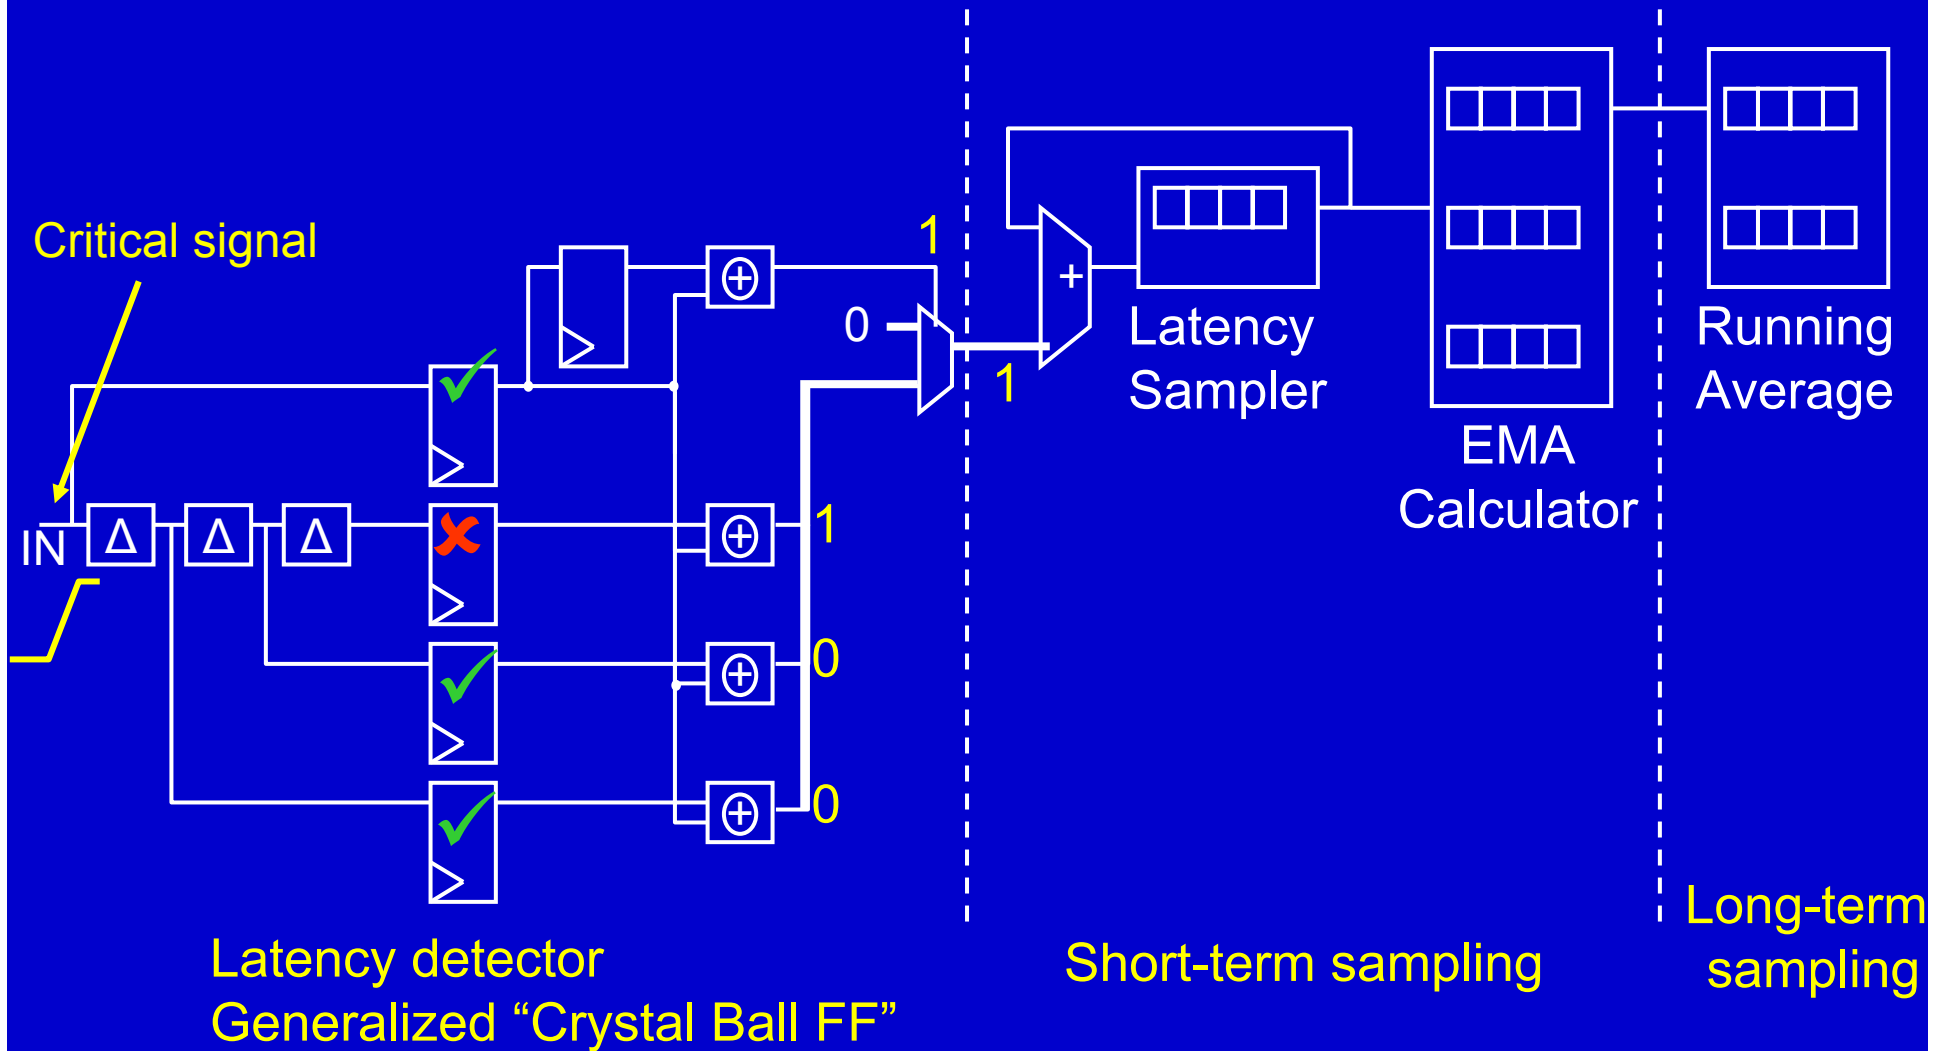 Critical signal
1
0
+
Latency
Sampler
EMA
Calculator
Running
Average
1
IN
Δ Δ Δ
1
0
0
Latency detector
Generalized “Crystal Ball FF”
Short-term sampling
Long-term
sampling